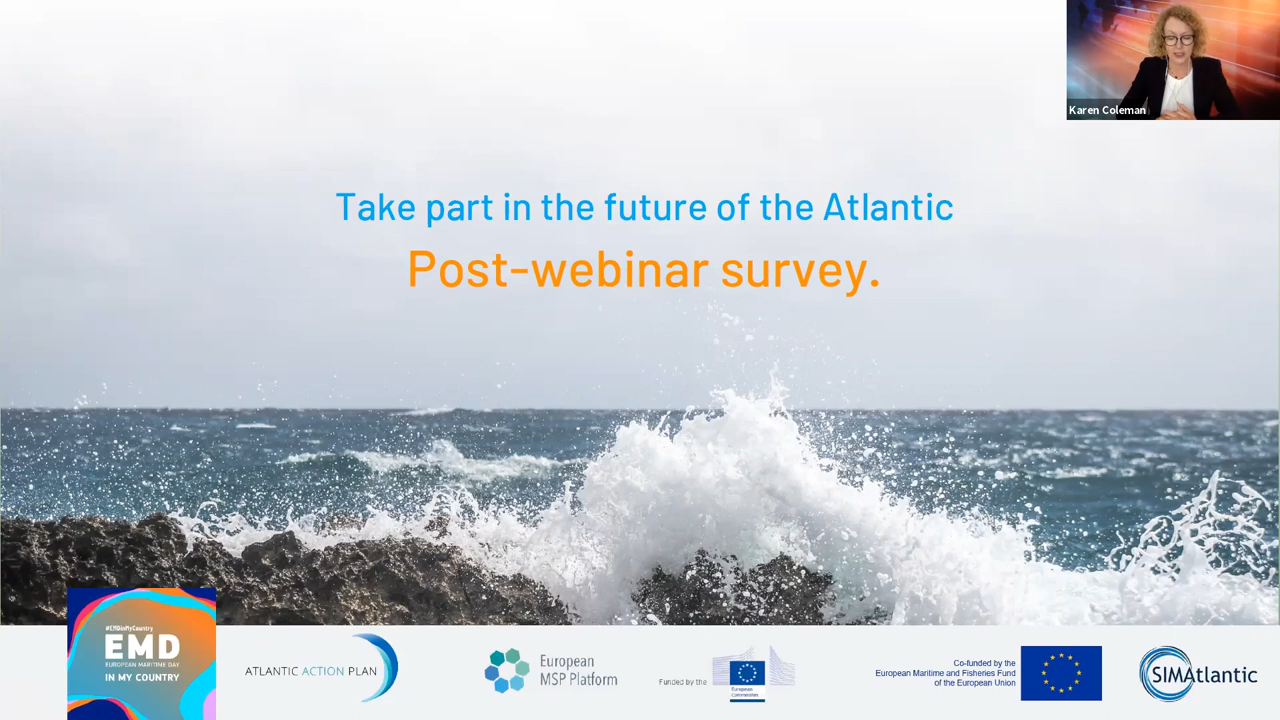 Karen Coleman
Take part in the future of the Atlantic
Post-webinar survey.
#EMDinMyCountry
EMD
EUROPEAN MARITIME DAY
IN MY COUNTRY
ATLANTIC ACTION PLAN
European
MSP Platform
Funded by the
European
Commission
Co-funded by the
European Maritime and Fisheries Fund
of the European Union
SIMAtlantic